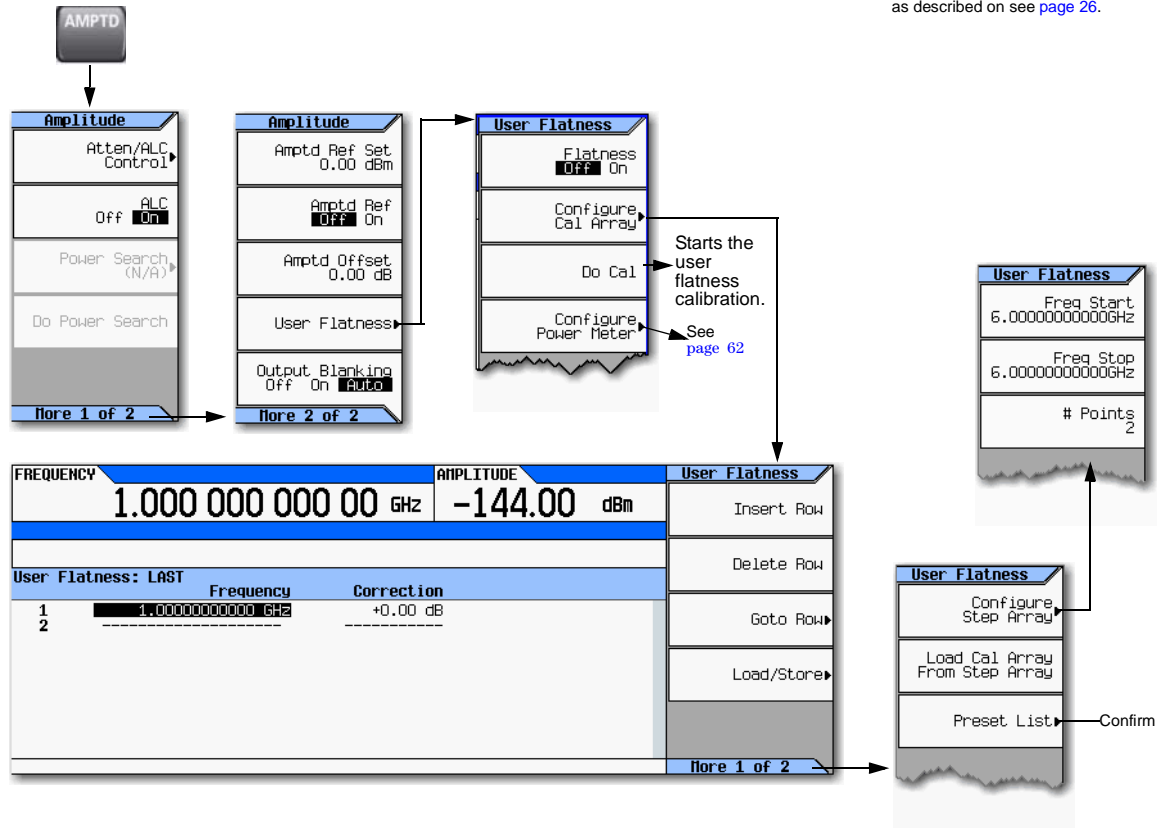 as described on see page 26.
AMPTD
Amplitude
Atten/ALC
Control
ALC
Off On
Power Search
(N/A)
Do Power Search
More 1 of 2
Amplitude
Amptd Ref Set
0.00 dBm
Amptd Ref
Off On
Amptd Offset
0.00 dB
User Flatness
Output Blanking
Off On Auto
More 2 of 2
User Flatness
Flatness
Off On
Configure
Cal Array
Do Cal
Configure
Power Meter
Starts the
user
flatness
calibration.
See
page 62
User Flatness
Freq Start
6.00000000000GHz
Freq Stop
6.00000000000GHz
# Points
2
FREQUENCY
1.000 000 000 00 GHz
AMPLITUDE
-144.00 dBm
User Flatness: LAST
Frequency Correction
1 1.00000000000 GHz +0.00 dB
2 -------------------- -----------
User Flatness
Insert Row
Delete Row
Goto Row
Load/Store
More 1 of 2
User Flatness
Configure
Step Array
Load Cal Array
From Step Array
Preset List
Confirm